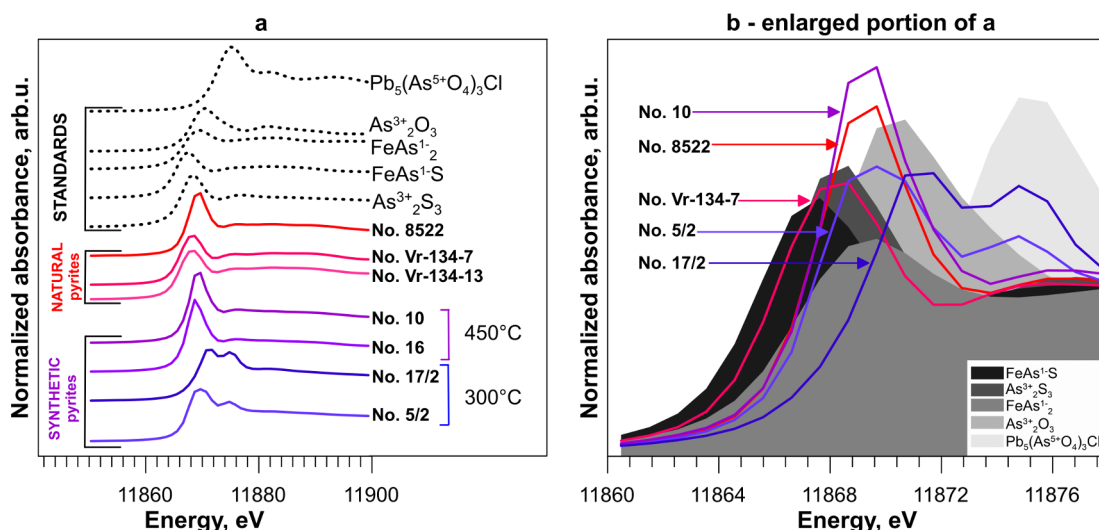 a
Normalized absorbance, arb.u.
STANDARDS
NATURAL
pyrites
SYNTHETIC
pyrites
Pb₅(As⁵⁺O₄)₃Cl
As³⁺₂O₃
FeAs¹⁻₂
FeAs¹⁻S
As³⁺₂S₃
No. 8522
No. Vr-134-7
No. Vr-134-13
No. 10
No. 16
450°C
No. 17/2
No. 5/2
300°C
11860 11880 11900
Energy, eV
b - enlarged portion of a
Normalized absorbance, arb.u.
No. 10
No. 8522
No. Vr-134-7
No. 5/2
No. 17/2
FeAs¹⁻S
As³⁺₂S₃
FeAs¹⁻₂
As³⁺₂O₃
Pb₅(As⁵⁺O₄)₃Cl
11860 11864 11868 11872 11876
Energy, eV